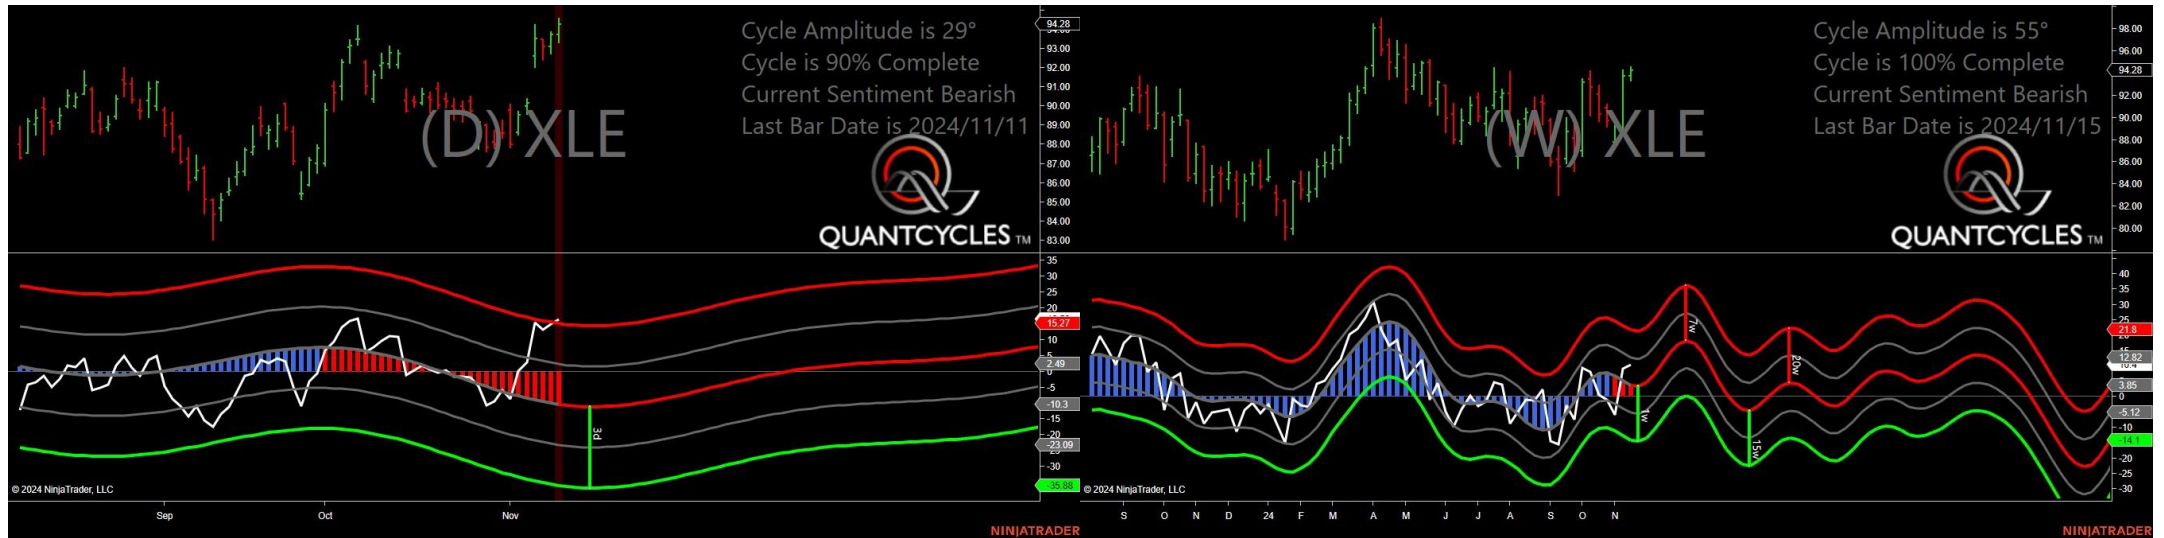 Cycle Amplitude is 29°
Cycle is 90% Complete
Current Sentiment Bearish
Last Bar Date is 2024/11/11
(D) XLE
QUANTCYCLES TM
94.28
93.00
92.00
91.00
90.00
89.00
88.00
87.00
86.00
85.00
84.00
83.00
35
30
25
20
15.27
10
5
2.49
0
-5
-10.3
-15
-20
-23.09
-30
-35.88
3d
© 2024 NinjaTrader, LLC
Sep
Oct
Nov
NINJATRADER
Cycle Amplitude is 55°
Cycle is 100% Complete
Current Sentiment Bearish
Last Bar Date is 2024/11/15
(W) XLE
QUANTCYCLES TM
98.00
96.00
94.28
92.00
90.00
88.00
86.00
84.00
82.00
80.00
40
35
30
25
21.8
15
12.82
10.4
3.85
0
-5.12
-10
-14.1
-20
-25
-30
1w
7w
15w
20w
© 2024 NinjaTrader, LLC
S
O
N
D
24
F
M
A
M
J
J
A
S
O
N
NINJATRADER